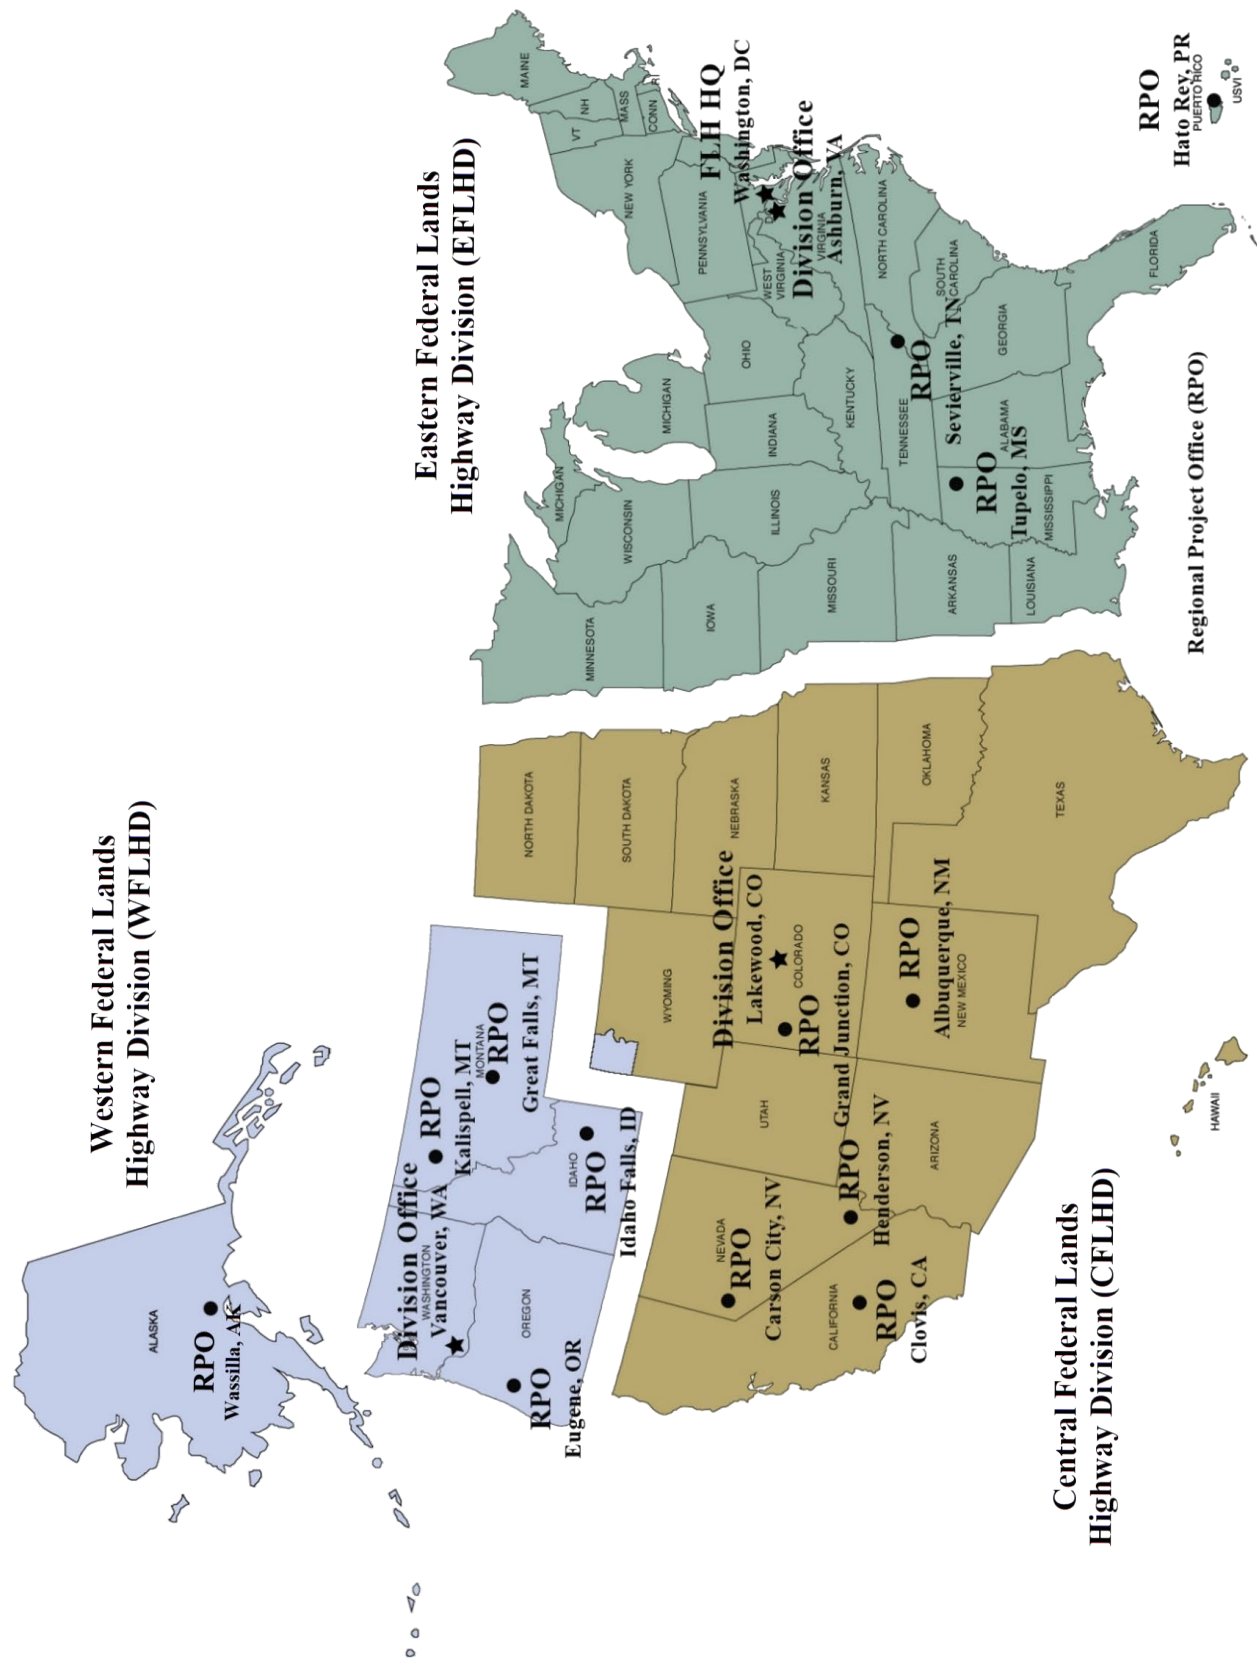 Western Federal Lands
Highway Division (WFLHD)
Eastern Federal Lands
Highway Division (EFLHD)
Central Federal Lands
Highway Division (CFLHD)
ALASKA
RPO
Wassilla, AK
Division Office
WASHINGTON
Vancouver, WA
RPO
Kalispell, MT
MONTANA
RPO
Great Falls, MT
OREGON
RPO
Eugene, OR
IDAHO
RPO
Idaho Falls, ID
NORTH DAKOTA
SOUTH DAKOTA
NEBRASKA
KANSAS
OKLAHOMA
TEXAS
WYOMING
Division Office
Lakewood, CO
COLORADO
RPO
Grand Junction, CO
UTAH
NEVADA
RPO
Carson City, NV
RPO
Henderson, NV
CALIFORNIA
RPO
Clovis, CA
ARIZONA
RPO
Albuquerque, NM
NEW MEXICO
HAWAII
MINNESOTA
IOWA
MISSOURI
ARKANSAS
LOUISIANA
WISCONSIN
MICHIGAN
MICHIGAN
ILLINOIS
INDIANA
OHIO
KENTUCKY
TENNESSEE
RPO
Sevierville, TN
RPO
Tupelo, MS
MISSISSIPPI
ALABAMA
GEORGIA
FLORIDA
SOUTH
CAROLINA
NORTH CAROLINA
WEST
VIRGINIA
VIRGINIA
Division Office
Ashburn, VA
FLH HQ
Washington, DC
DC
PENNSYLVANIA
NEW YORK
VT
NH
MAINE
MASS
CONN
RI
RPO
Hato Rey, PR
PUERTO RICO
USVI
Regional Project Office (RPO)